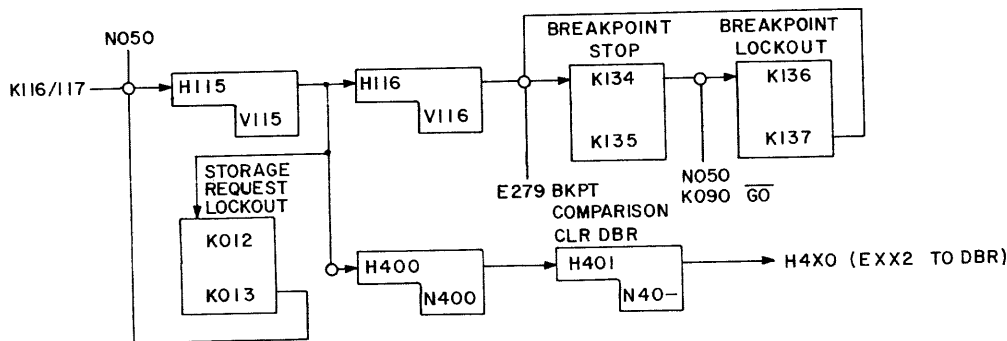 BREAKPOINT
STOP
BREAKPOINT
LOCKOUT
N050
K116/117
H115
V115
H116
V116
K134
K135
K136
K137
STORAGE
REQUEST
LOCKOUT
K012
K013
E279 BKPT
COMPARISON
CLR DBR
N050
K090 GO
H400
N400
H401
N40-
H4X0 (EXX2 TO DBR)